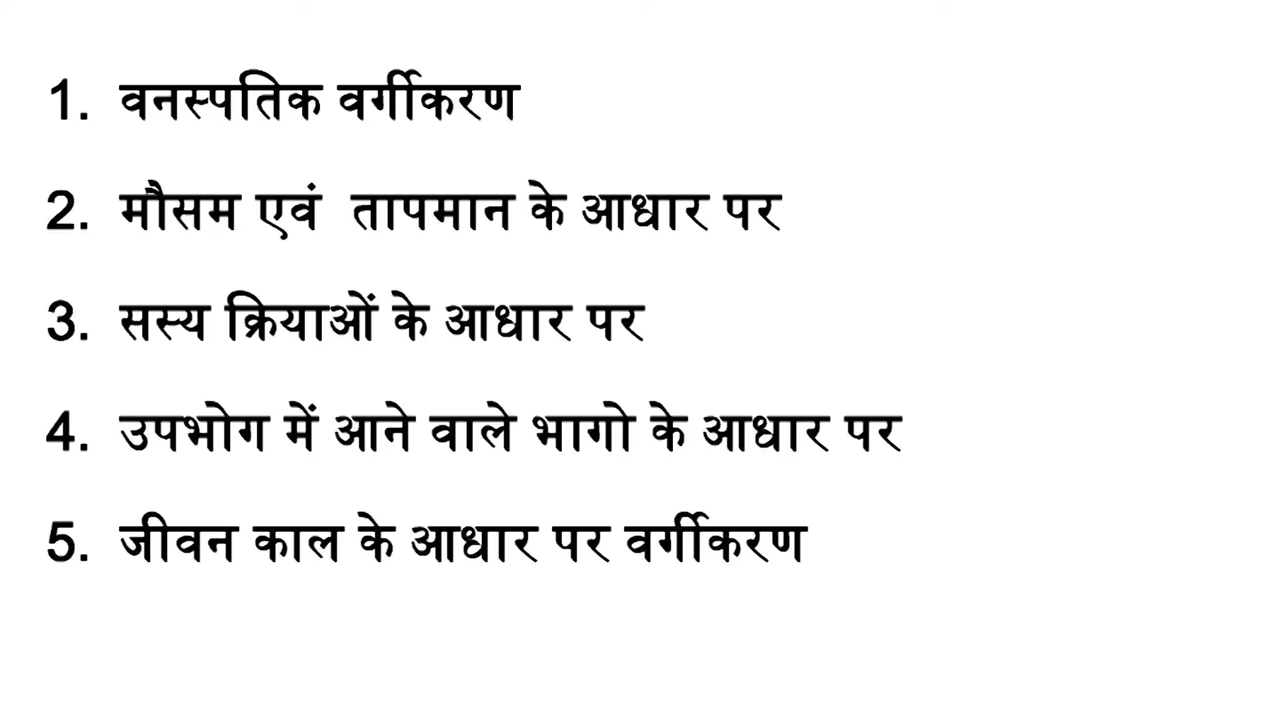 1. वनस्पतिक वर्गीकरण
2. मौसम एवं तापमान के आधार पर
3. सस्य क्रियाओं के आधार पर
4. उपभोग में आने वाले भागो के आधार पर
5. जीवन काल के आधार पर वर्गीकरण